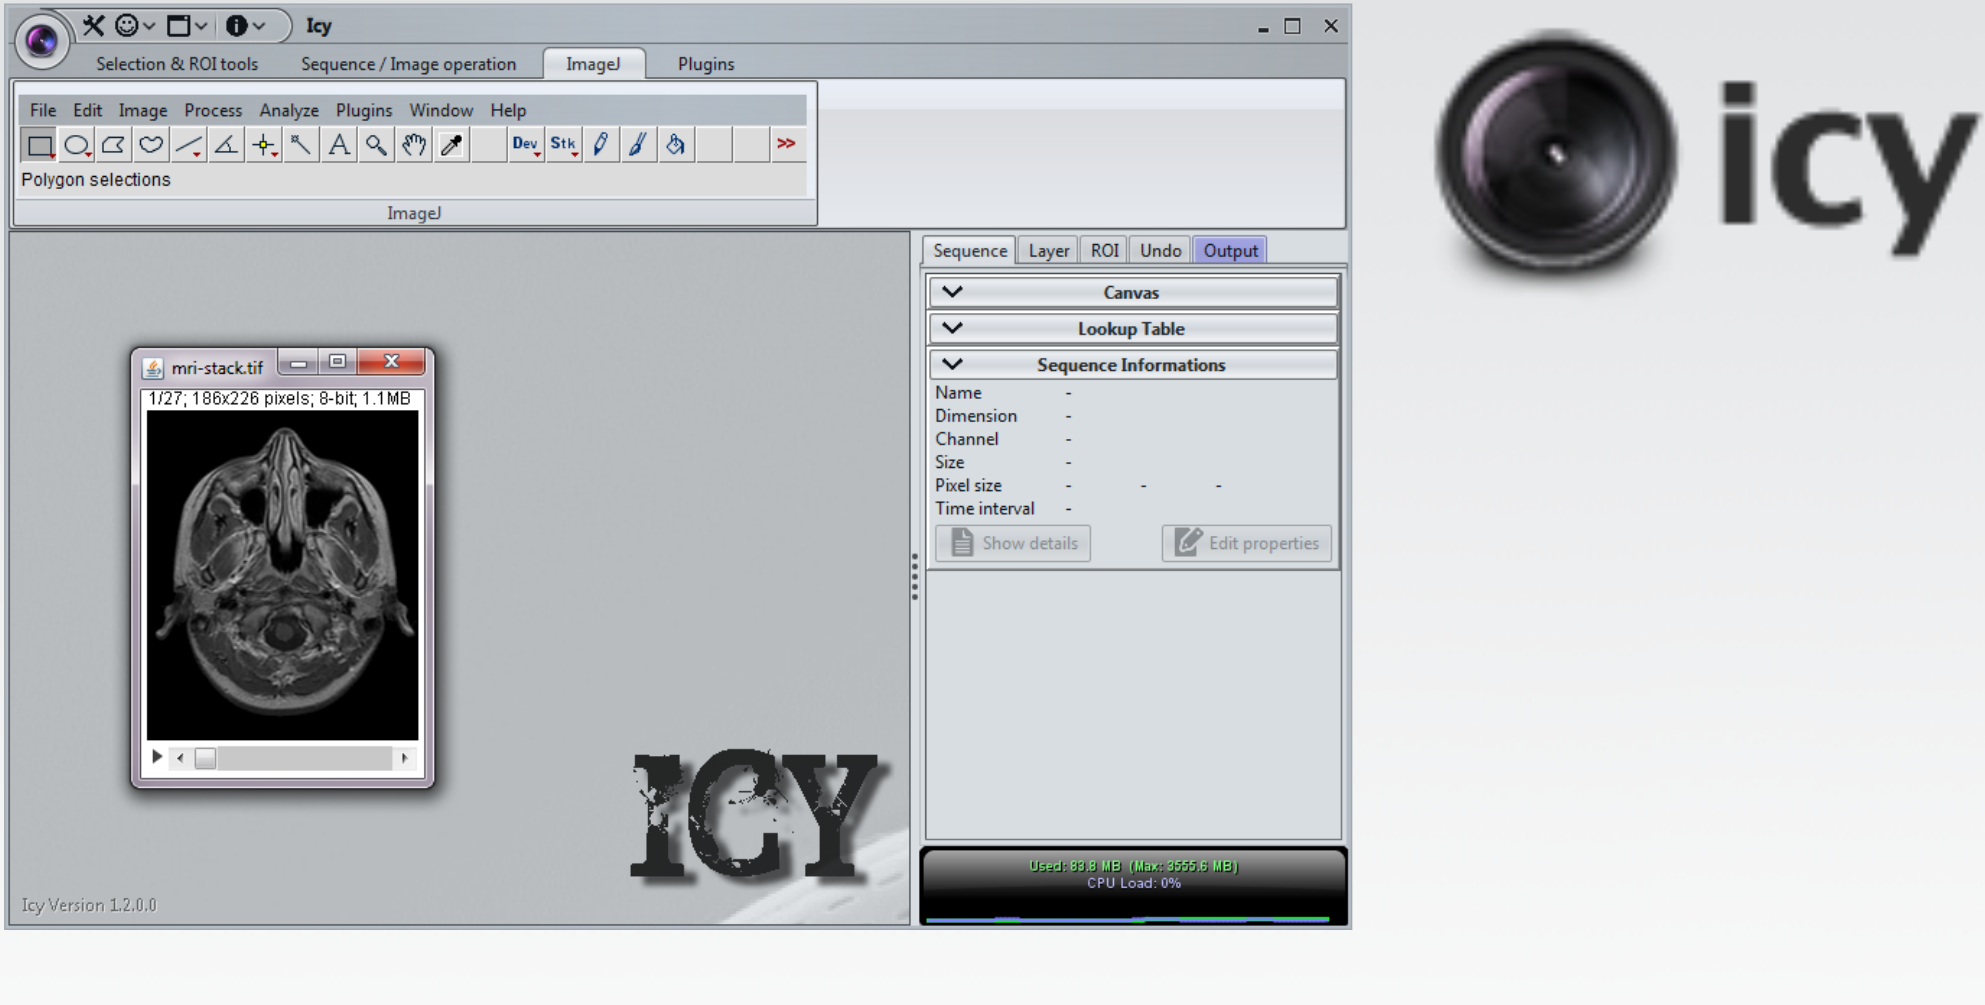 Icy
Selection & ROI tools Sequence / Image operation ImageJ Plugins
File Edit Image Process Analyze Plugins Window Help
A Dev Stk >>
Polygon selections
ImageJ
icy
Sequence Layer ROI Undo Output
Canvas
Lookup Table
Sequence Informations
Name -
Dimension -
Channel -
Size -
Pixel size - - -
Time interval -
Show details Edit properties
mri-stack.tif
1/27; 186x226 pixels; 8-bit; 1.1MB
ICY
Icy Version 1.2.0.0
Used: 83.8 MB (Max: 3555.6 MB)
CPU Load: 0%